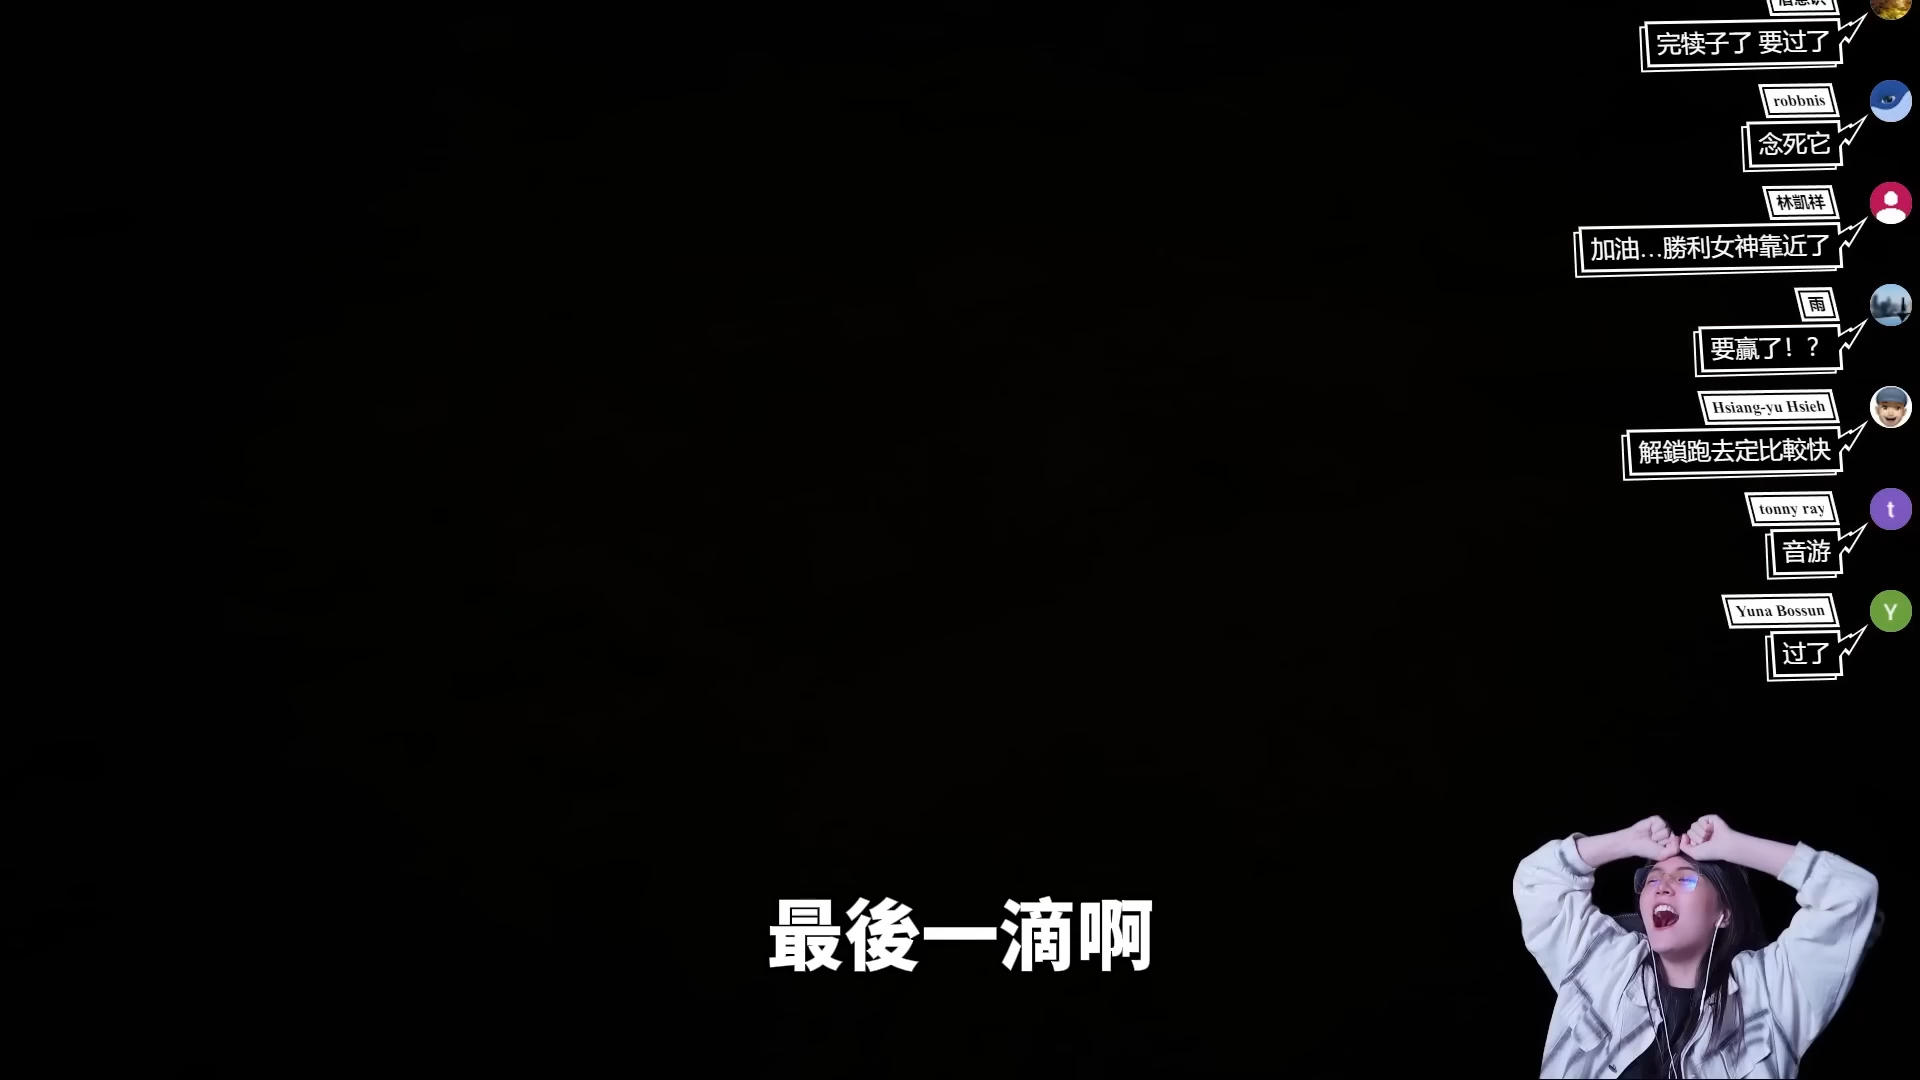 完犊子了 要过了
robbnis
念死它
林凱祥
加油…勝利女神靠近了
雨
要贏了! ?
Hsiang-yu Hsieh
解鎖跑去定比較快
tonny ray
t
音游
Yuna Bossun
Y
过了
最後一滴啊